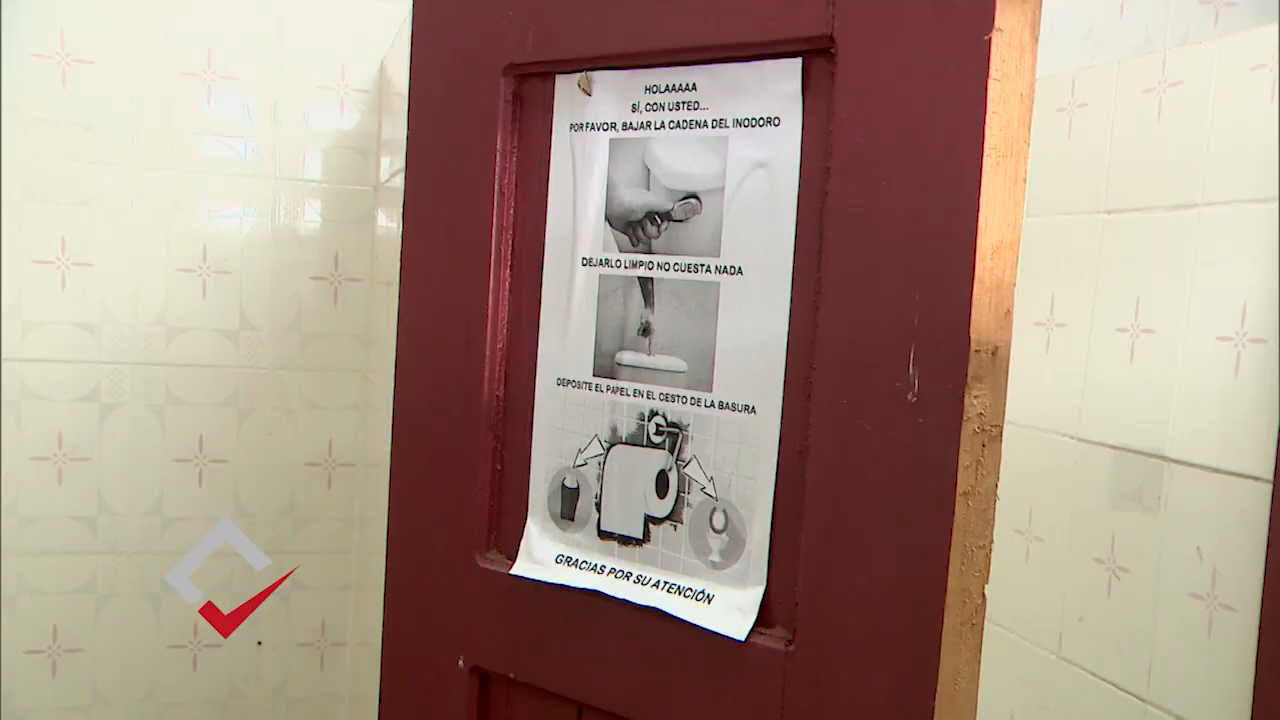 HOLAAAAA
SÍ, CON USTED...
POR FAVOR, BAJAR LA CADENA DEL INODORO
DEJARLO LIMPIO NO CUESTA NADA
DEPOSITE EL PAPEL EN EL CESTO DE LA BASURA
GRACIAS POR SU ATENCIÓN